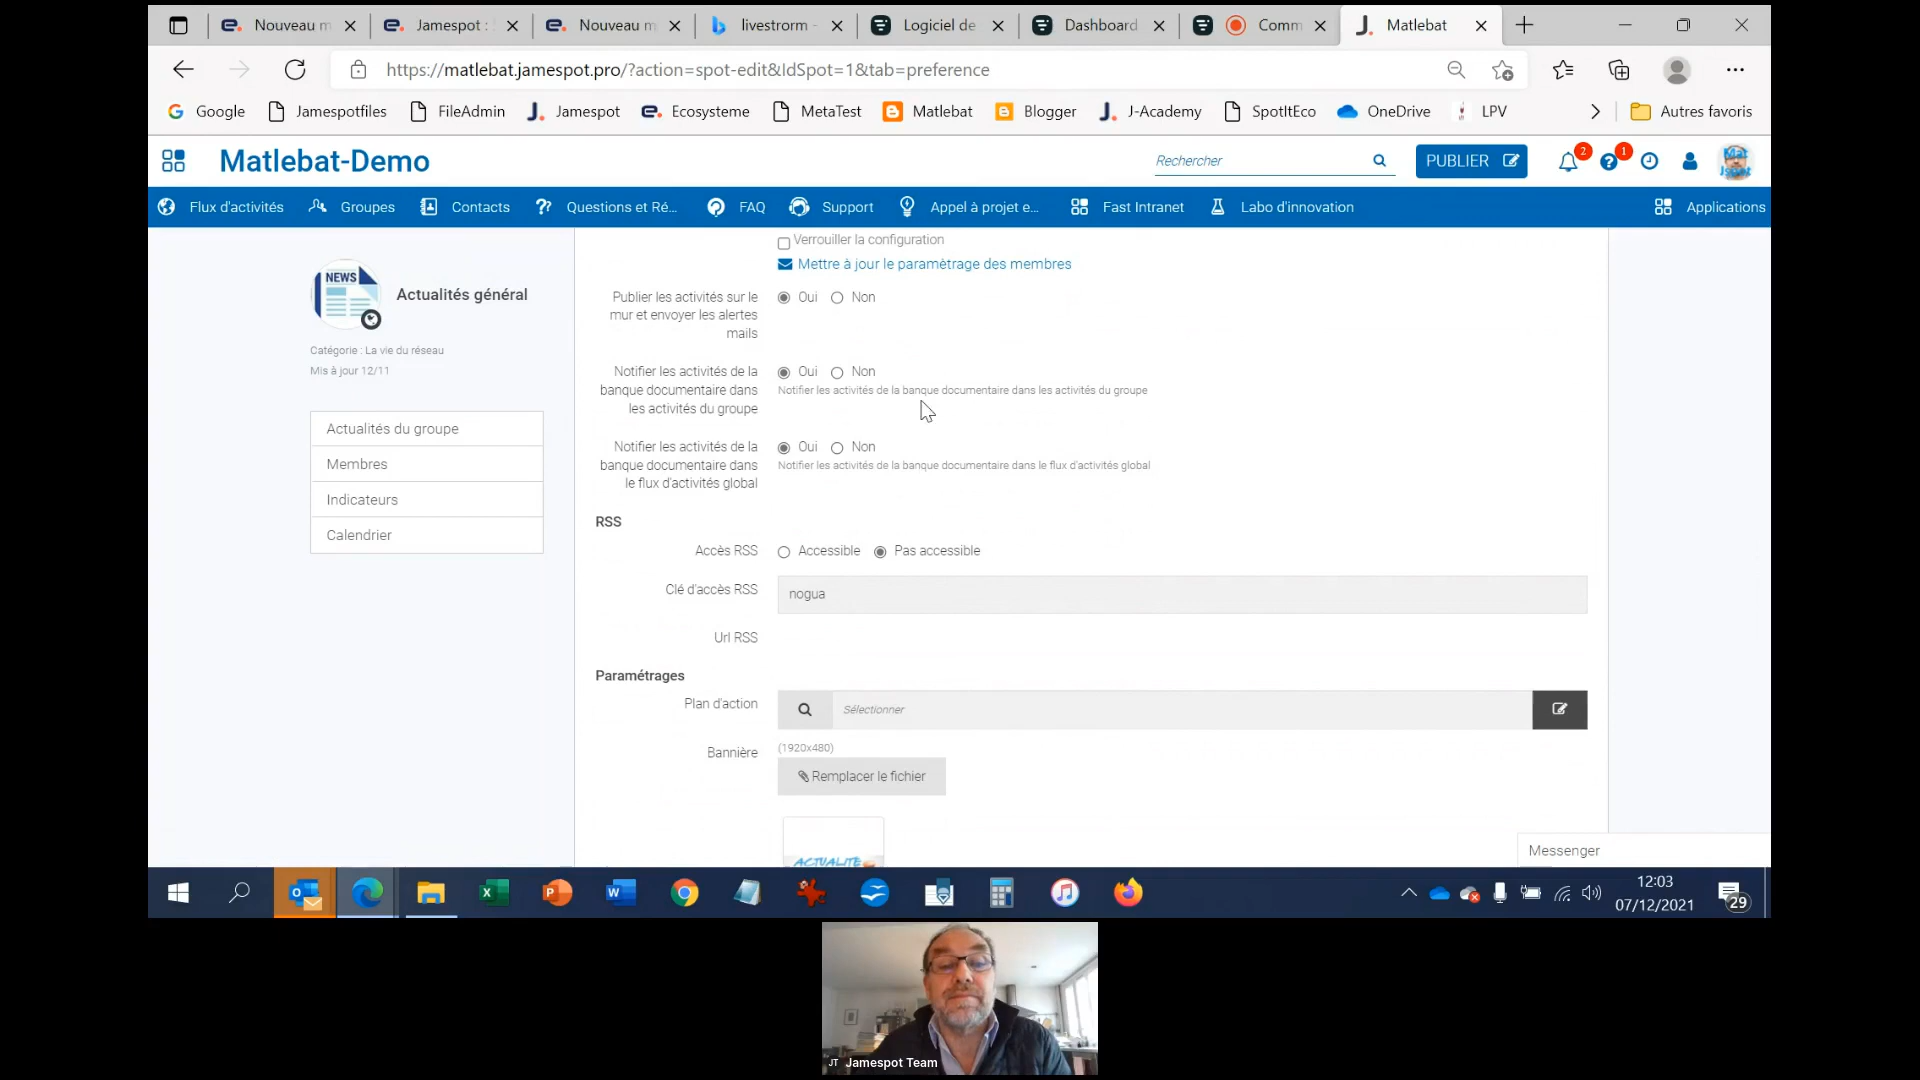 Nouveau m
Jamespot :
Nouveau m
livestrorm -
Logiciel de
Dashboard
Comm
Matlebat
https://matlebat.jamespot.pro/?action=spot-edit&IdSpot=1&tab=preference
Google
Jamespotfiles
FileAdmin
Jamespot
Ecosysteme
MetaTest
Matlebat
Blogger
J-Academy
SpotItEco
OneDrive
LPV
Autres favoris
Matlebat-Demo
Rechercher
PUBLIER
2
1
Flux d'activités
Groupes
Contacts
Questions et Ré...
FAQ
Support
Appel à projet e...
Fast Intranet
Labo d'innovation
Applications
NEWS
Actualités général
Catégorie : La vie du réseau
Mis à jour 12/11
Actualités du groupe
Membres
Indicateurs
Calendrier
Verrouiller la configuration
Mettre à jour le paramètrage des membres
Publier les activités sur le
mur et envoyer les alertes
mails
Oui Non
Notifier les activités de la
banque documentaire dans
les activités du groupe
Oui Non
Notifier les activités de la banque documentaire dans les activités du groupe
Notifier les activités de la
banque documentaire dans
le flux d'activités global
Oui Non
Notifier les activités de la banque documentaire dans le flux d'activités global
RSS
Accès RSS
Accessible Pas accessible
Clé d'accès RSS
nogua
Url RSS
Paramétrages
Plan d'action
Sélectionner
Bannière
(1920x480)
Remplacer le fichier
ACTUALITE
Messenger
12:03
07/12/2021
29
JT Jamespot Team